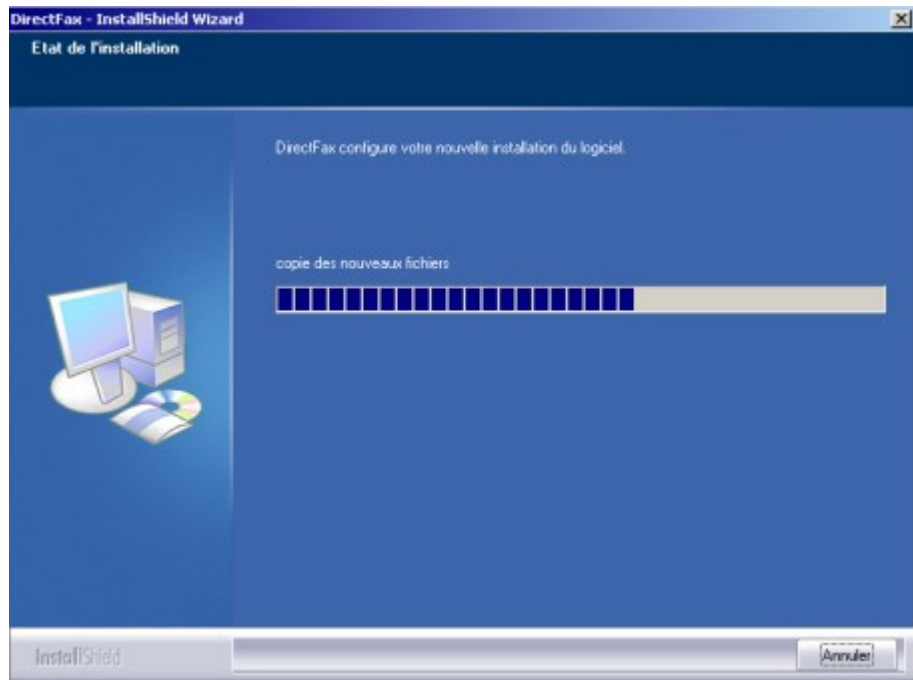 DirectFax - InstallShield Wizard
Etat de l'installation
DirectFax configure votre nouvelle installation du logiciel.
copie des nouveaux fichiers
InstallShield
Annuler